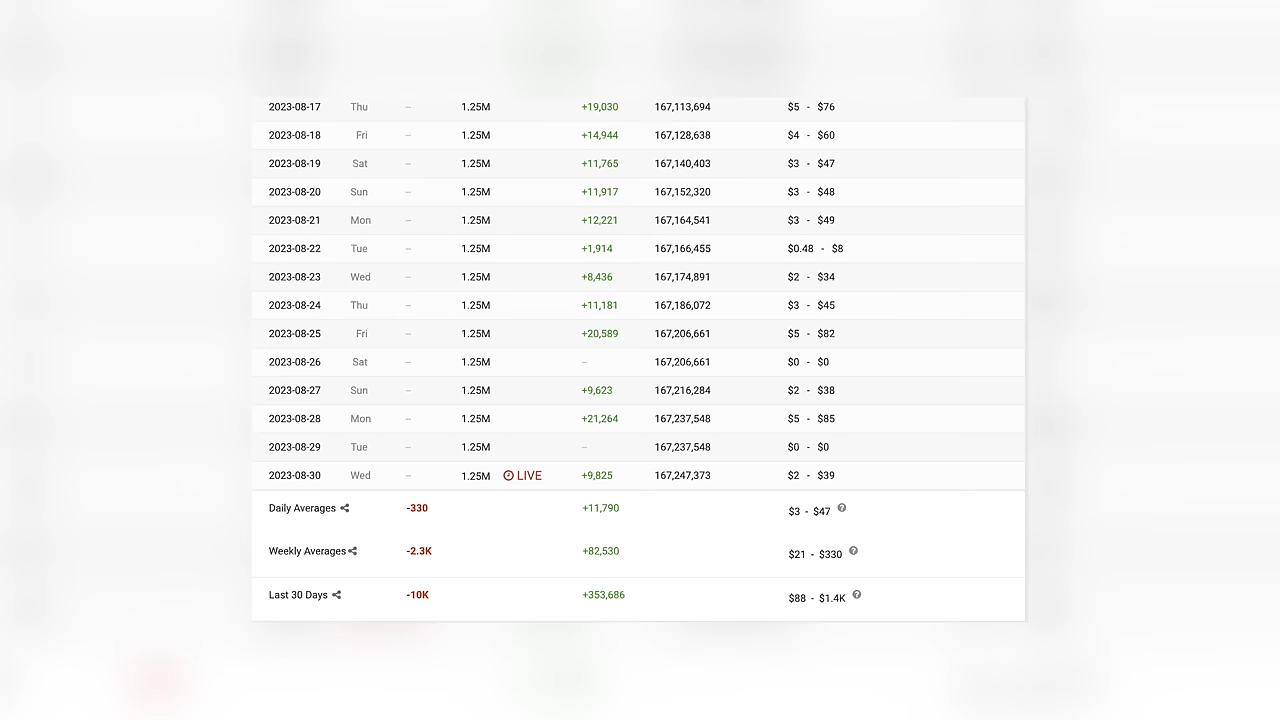 2023-08-17 Thu -- 1.25M +19,030 167,113,694 $5 - $76
2023-08-18 Fri -- 1.25M +14,944 167,128,638 $4 - $60
2023-08-19 Sat -- 1.25M +11,765 167,140,403 $3 - $47
2023-08-20 Sun -- 1.25M +11,917 167,152,320 $3 - $48
2023-08-21 Mon -- 1.25M +12,221 167,164,541 $3 - $49
2023-08-22 Tue -- 1.25M +1,914 167,166,455 $0.48 - $8
2023-08-23 Wed -- 1.25M +8,436 167,174,891 $2 - $34
2023-08-24 Thu -- 1.25M +11,181 167,186,072 $3 - $45
2023-08-25 Fri -- 1.25M +20,589 167,206,661 $5 - $82
2023-08-26 Sat -- 1.25M -- 167,206,661 $0 - $0
2023-08-27 Sun -- 1.25M +9,623 167,216,284 $2 - $38
2023-08-28 Mon -- 1.25M +21,264 167,237,548 $5 - $85
2023-08-29 Tue -- 1.25M -- 167,237,548 $0 - $0
2023-08-30 Wed -- 1.25M LIVE +9,825 167,247,373 $2 - $39
Daily Averages -330 +11,790 $3 - $47 ?
Weekly Averages -2.3K +82,530 $21 - $330 ?
Last 30 Days -10K +353,686 $88 - $1.4K ?